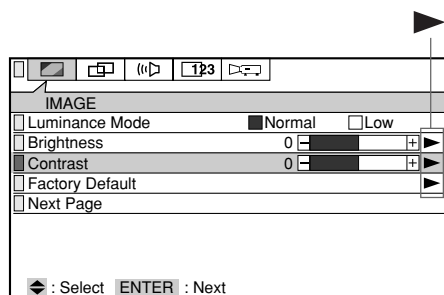 123
IMAGE
Luminance Mode Normal Low
Brightness 0 - +
Contrast 0 - +
Factory Default
Next Page
: Select ENTER : Next